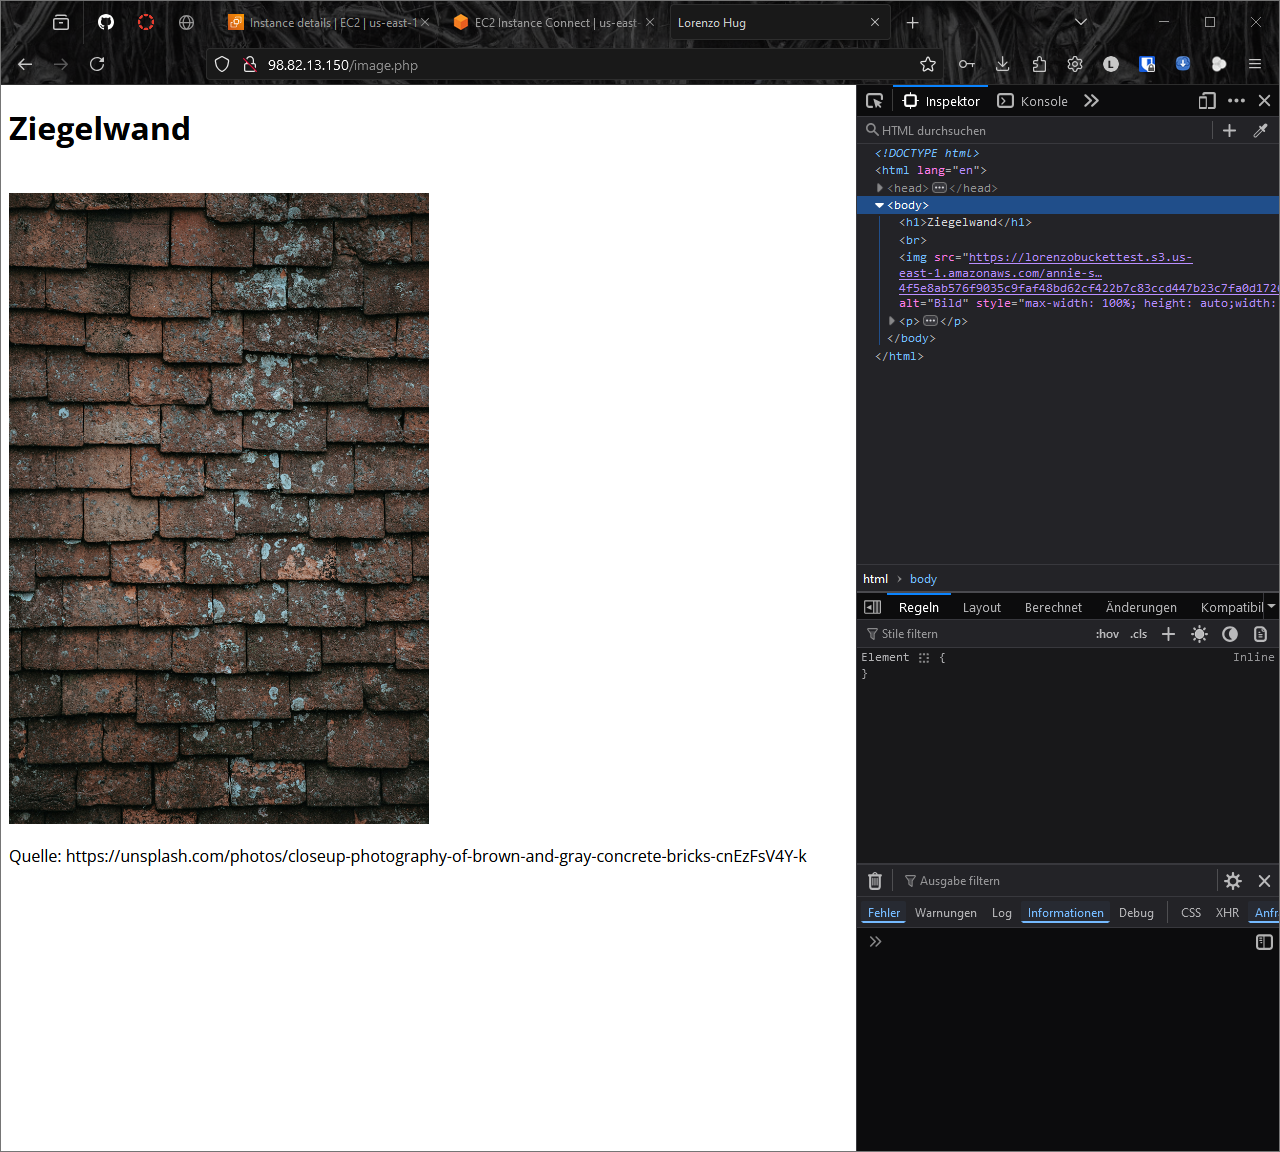 Instance details | EC2 | us-east-1
EC2 Instance Connect | us-east-
Lorenzo Hug
98.82.13.150/image.php
L
Ziegelwand
Quelle: https://unsplash.com/photos/closeup-photography-of-brown-and-gray-concrete-bricks-cnEzFsV4Y-k
Inspektor
Konsole
HTML durchsuchen
<!DOCTYPE html>
<html lang="en">
<head> ••• </head>
<body>
<h1>Ziegelwand</h1>
<br>
<img src="https://lorenzobuckettest.s3.us-
east-1.amazonaws.com/annie-s…
4f5e8ab576f9035c9faf48bd62cf422b7c83ccd447b23c7fa0d172
alt="Bild" style="max-width: 100%; height: auto;width:
<p> ••• </p>
</body>
</html>
html › body
Regeln Layout Berechnet Änderungen Kompatibil
Stile filtern
:hov .cls
Element { Inline
}
Ausgabe filtern
Fehler Warnungen Log Informationen Debug CSS XHR Anfr